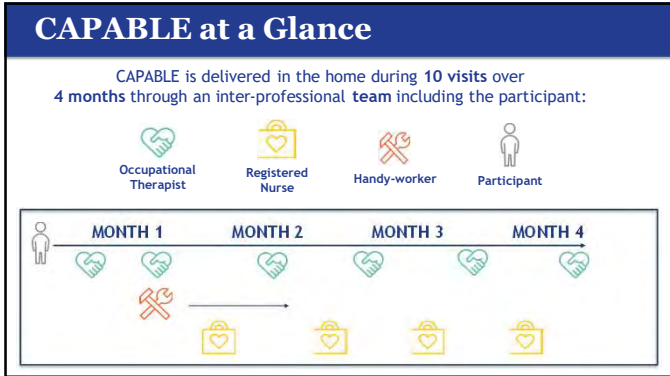 CAPABLE at a Glance
CAPABLE is delivered in the home during 10 visits over
4 months through an inter-professional team including the participant:
Occupational
Therapist
Registered
Nurse
Handy-worker
Participant
MONTH 1 MONTH 2 MONTH 3 MONTH 4